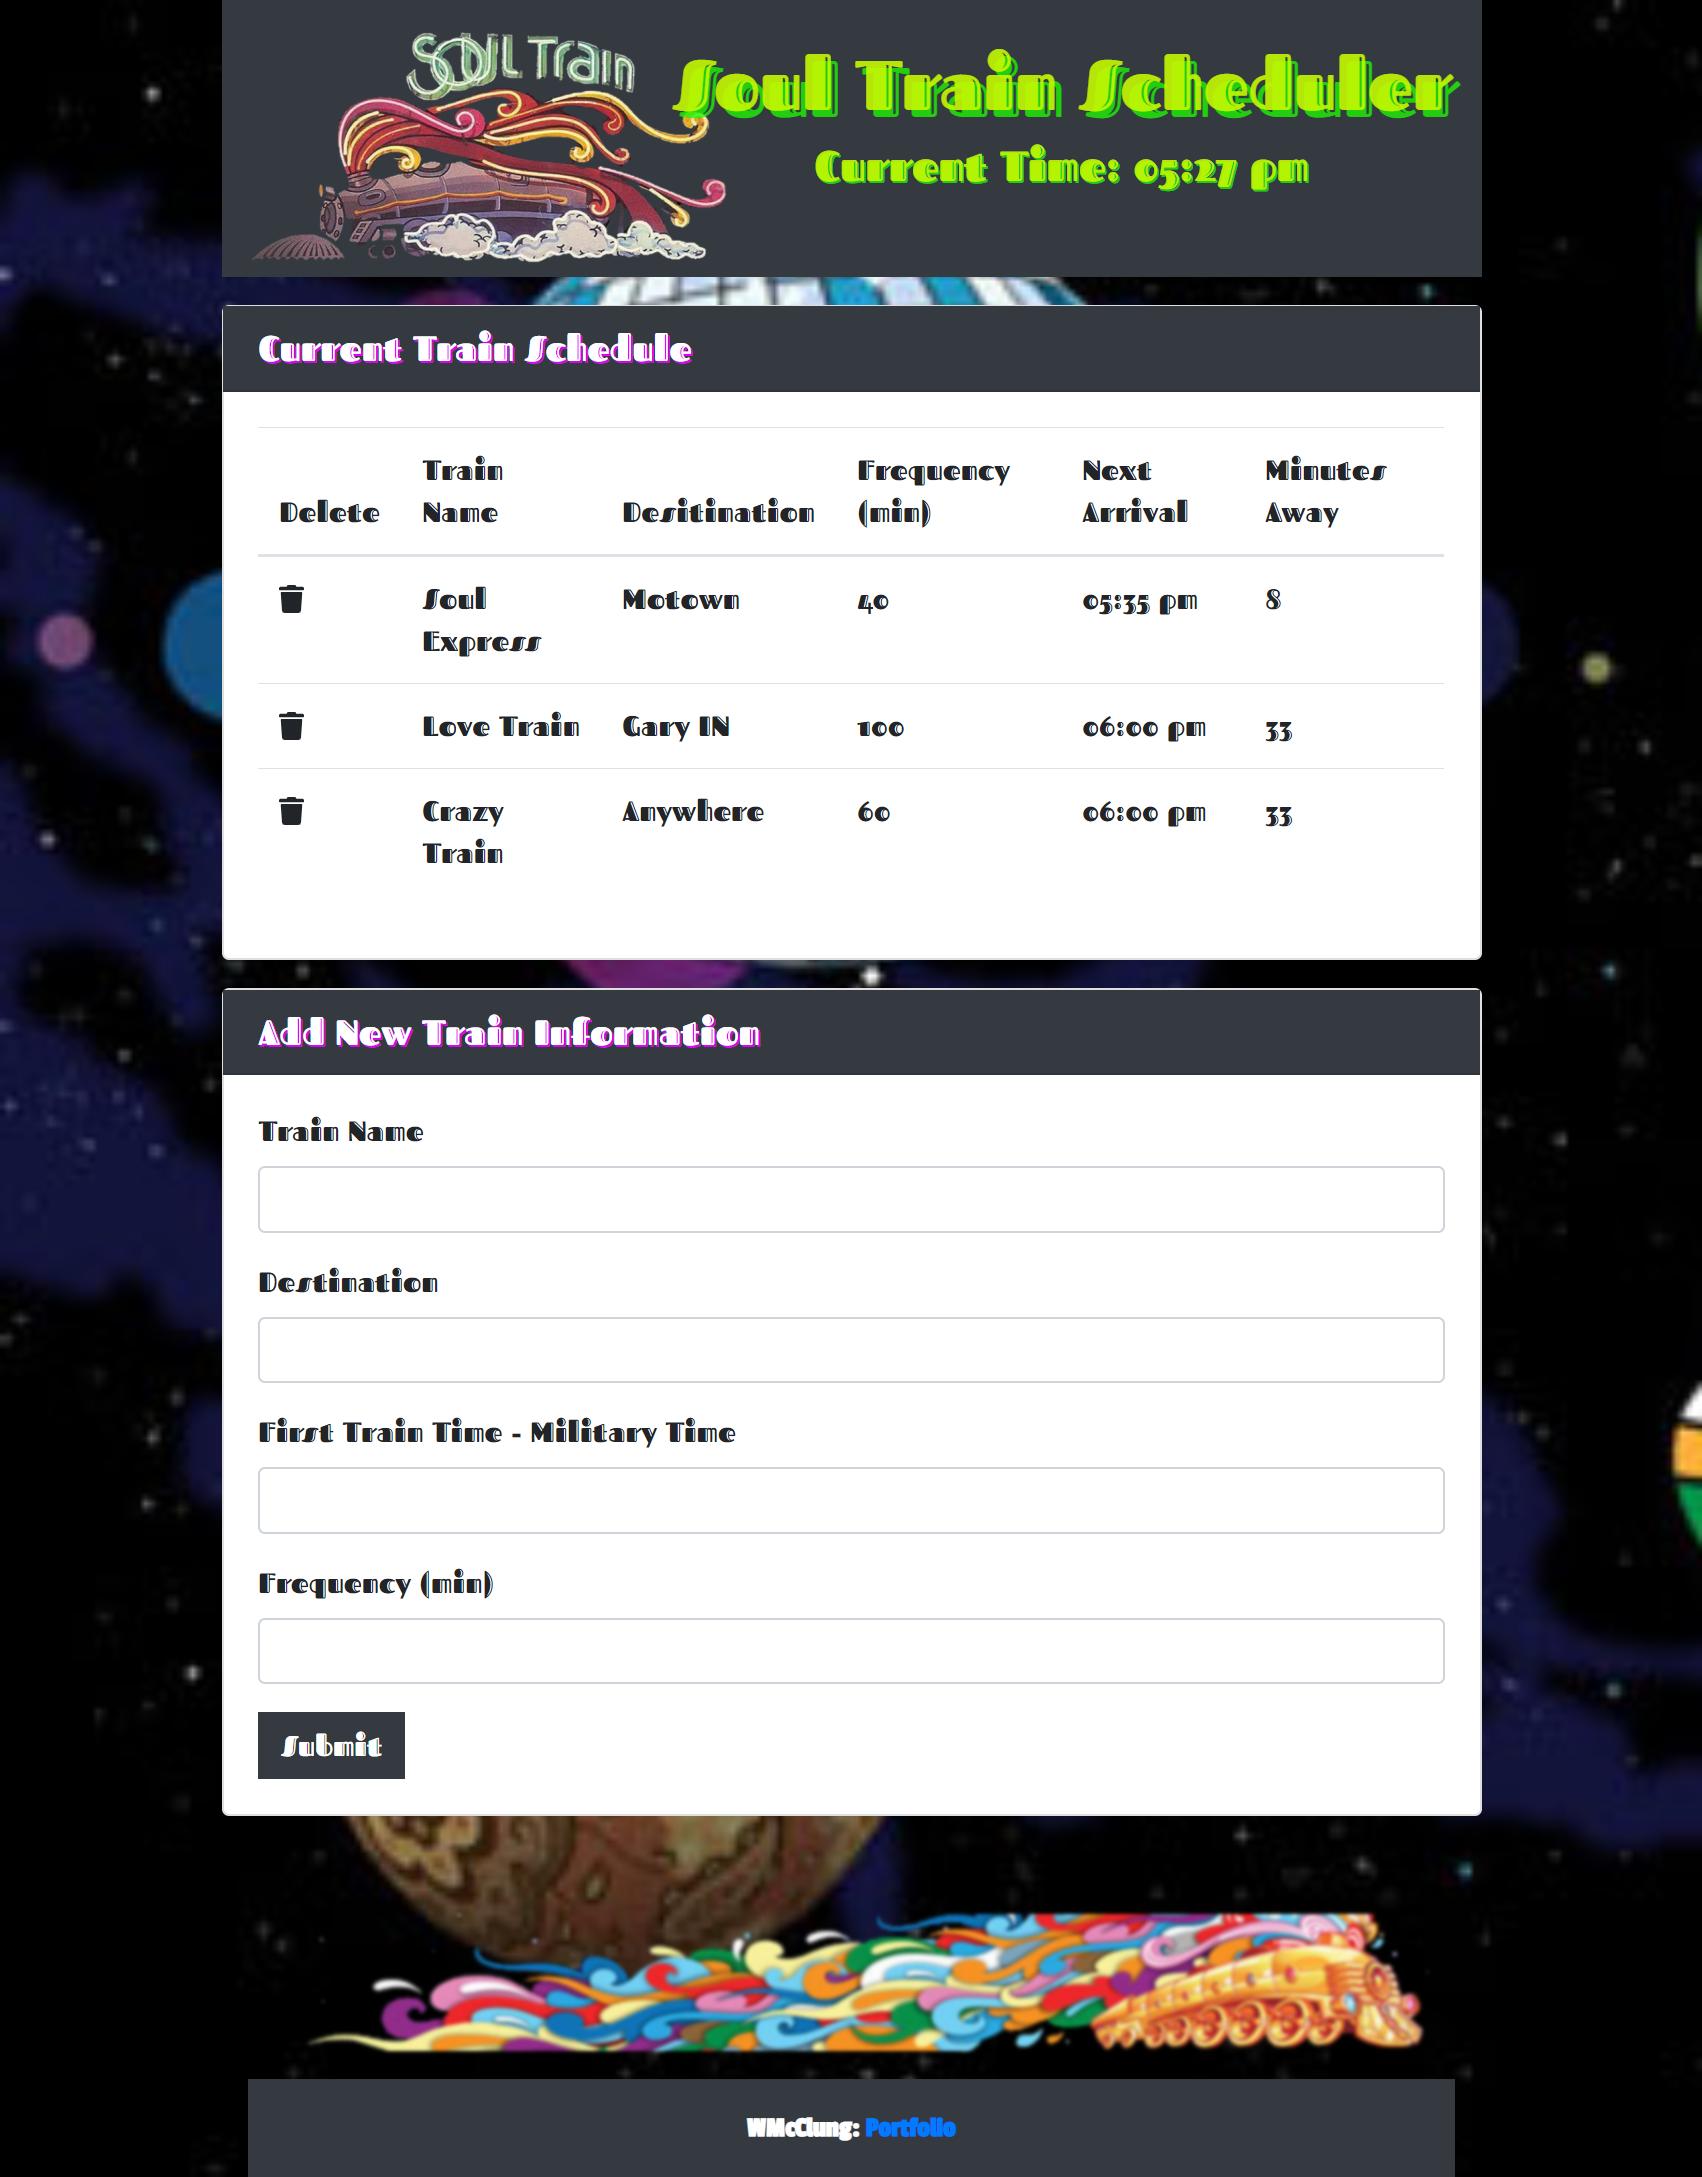 Soul Train
Soul Train Scheduler
Current Time: 05:27 pm
Current Train Schedule
Delete
Train
Name
Desitination
Frequency
(min)
Next
Arrival
Minutes
Away
Soul
Express
Motown
40
05:35 pm
8
Love Train
Gary IN
100
06:00 pm
33
Crazy
Train
Anywhere
60
06:00 pm
33
Add New Train Information
Train Name
Destination
First Train Time - Military Time
Frequency (min)
Submit
WMcClung: Portfolio